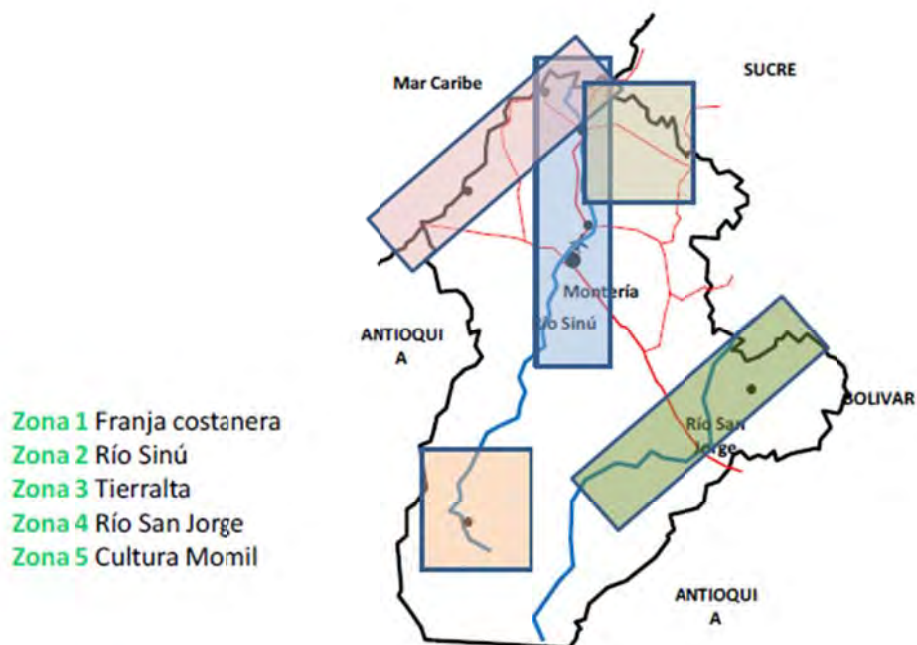 SUCRE
Mar Caribe
Montería
Río Sinú
ANTIOQUI
A
BOLIVAR
Río San
Jorge
Zona 1 Franja costanera
Zona 2 Río Sinú
Zona 3 Tierralta
Zona 4 Río San Jorge
Zona 5 Cultura Momil
ANTIOQUI
A